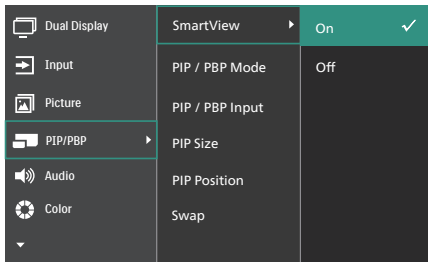 Dual Display
Input
Picture
PIP/PBP
Audio
Color
SmartView
PIP / PBP Mode
PIP / PBP Input
PIP Size
PIP Position
Swap
On
Off